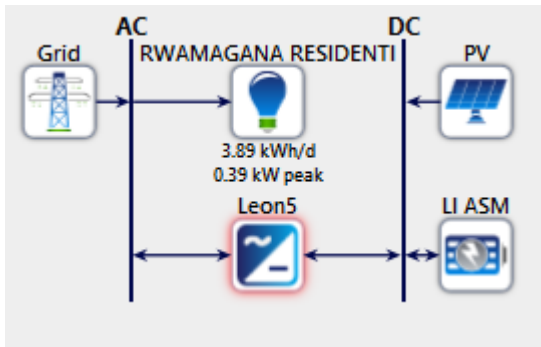 AC DC
Grid RWAMAGANA RESIDENTI PV
3.89 kWh/d
0.39 kW peak
Leon5 LI ASM